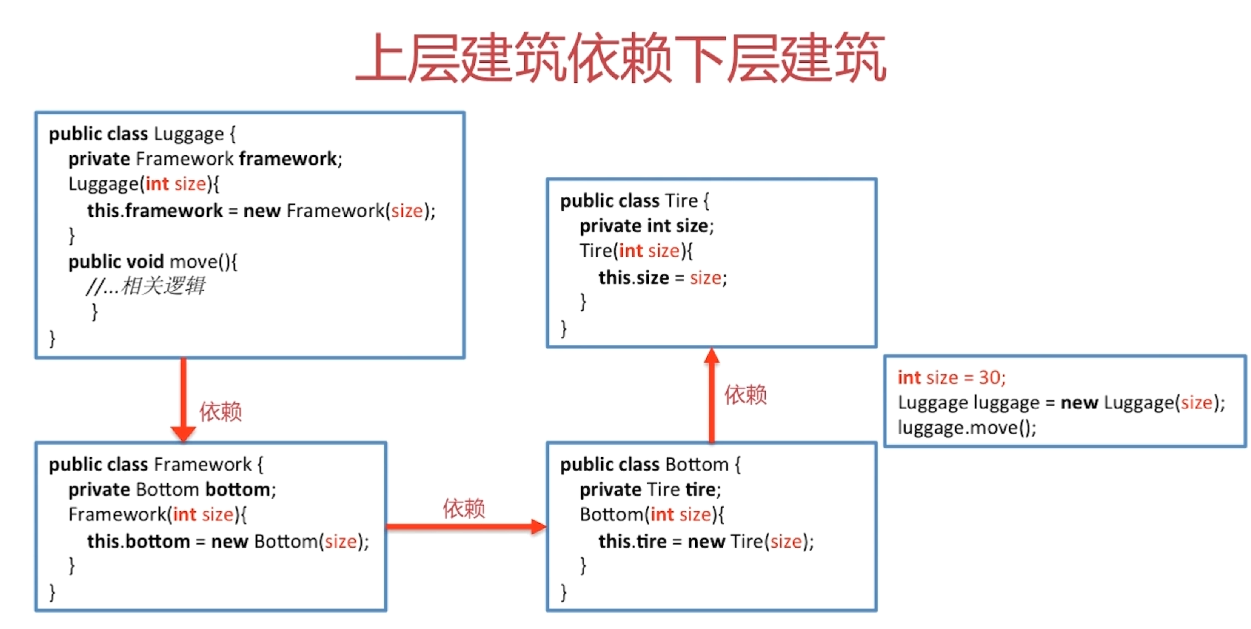 上层建筑依赖下层建筑
public class Luggage {
private Framework framework;
Luggage(int size){
this.framework = new Framework(size);
}
public void move(){
//...相关逻辑
}
}
依赖
public class Framework {
private Bottom bottom;
Framework(int size){
this.bottom = new Bottom(size);
}
}
依赖
public class Bottom {
private Tire tire;
Bottom(int size){
this.tire = new Tire(size);
}
}
依赖
public class Tire {
private int size;
Tire(int size){
this.size = size;
}
}
int size = 30;
Luggage luggage = new Luggage(size);
luggage.move();